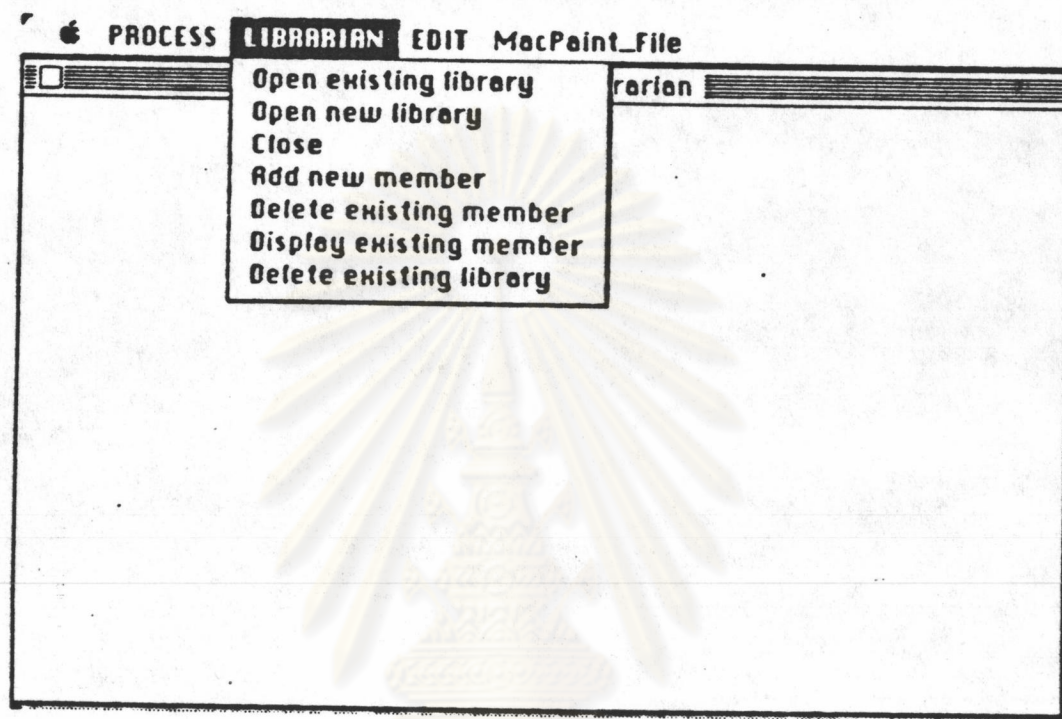 PROCESS LIBRARIAN EDIT MacPaint_File
rarian
Open existing library
Open new library
Close
Add new member
Delete existing member
Display existing member
Delete existing library